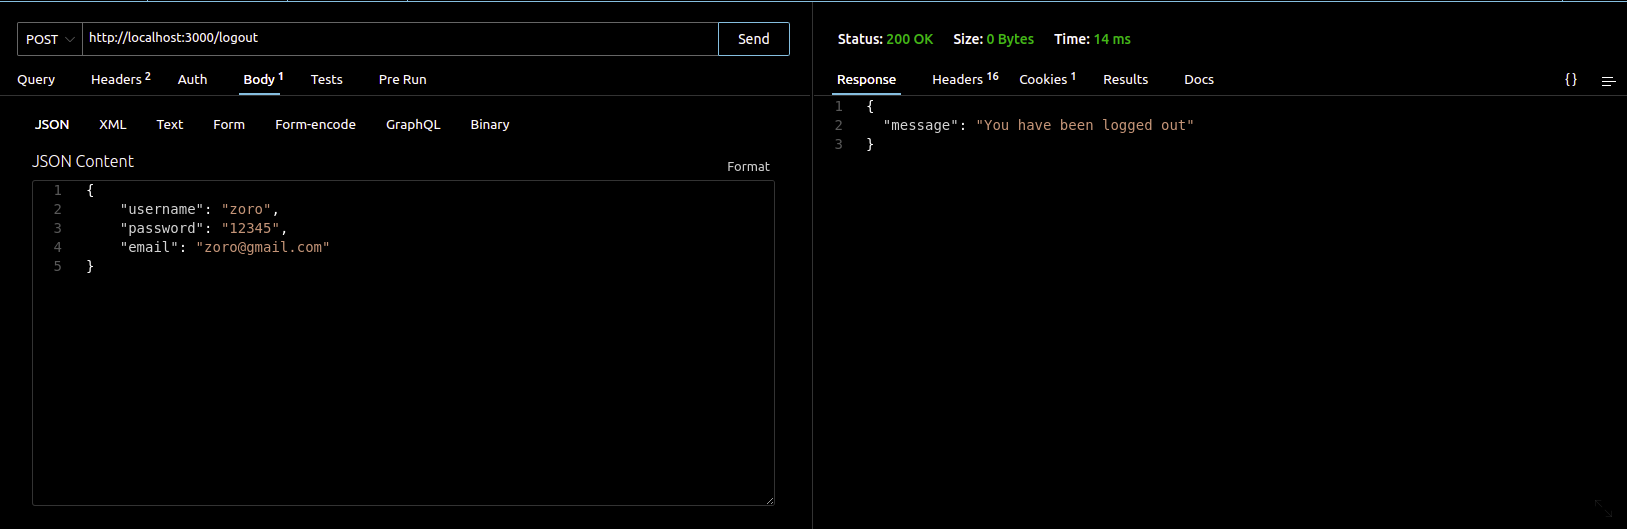 POST http://localhost:3000/logout Send
Query Headers 2 Auth Body 1 Tests Pre Run
JSON XML Text Form Form-encode GraphQL Binary
JSON Content
Format
1 {
2 "username": "zoro",
3 "password": "12345",
4 "email": "zoro@gmail.com"
5 }
Status: 200 OK Size: 0 Bytes Time: 14 ms
Response Headers 16 Cookies 1 Results Docs {}
1 {
2 "message": "You have been logged out"
3 }